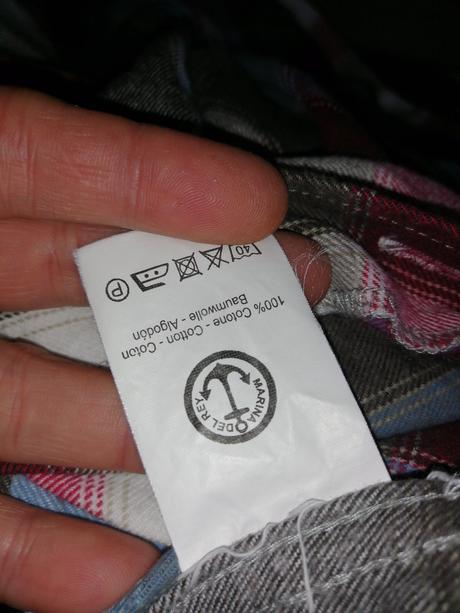 40 P
100% Cotone - Cotton - Coton
Baumwolle - Algodón
MARINA
DEL REY